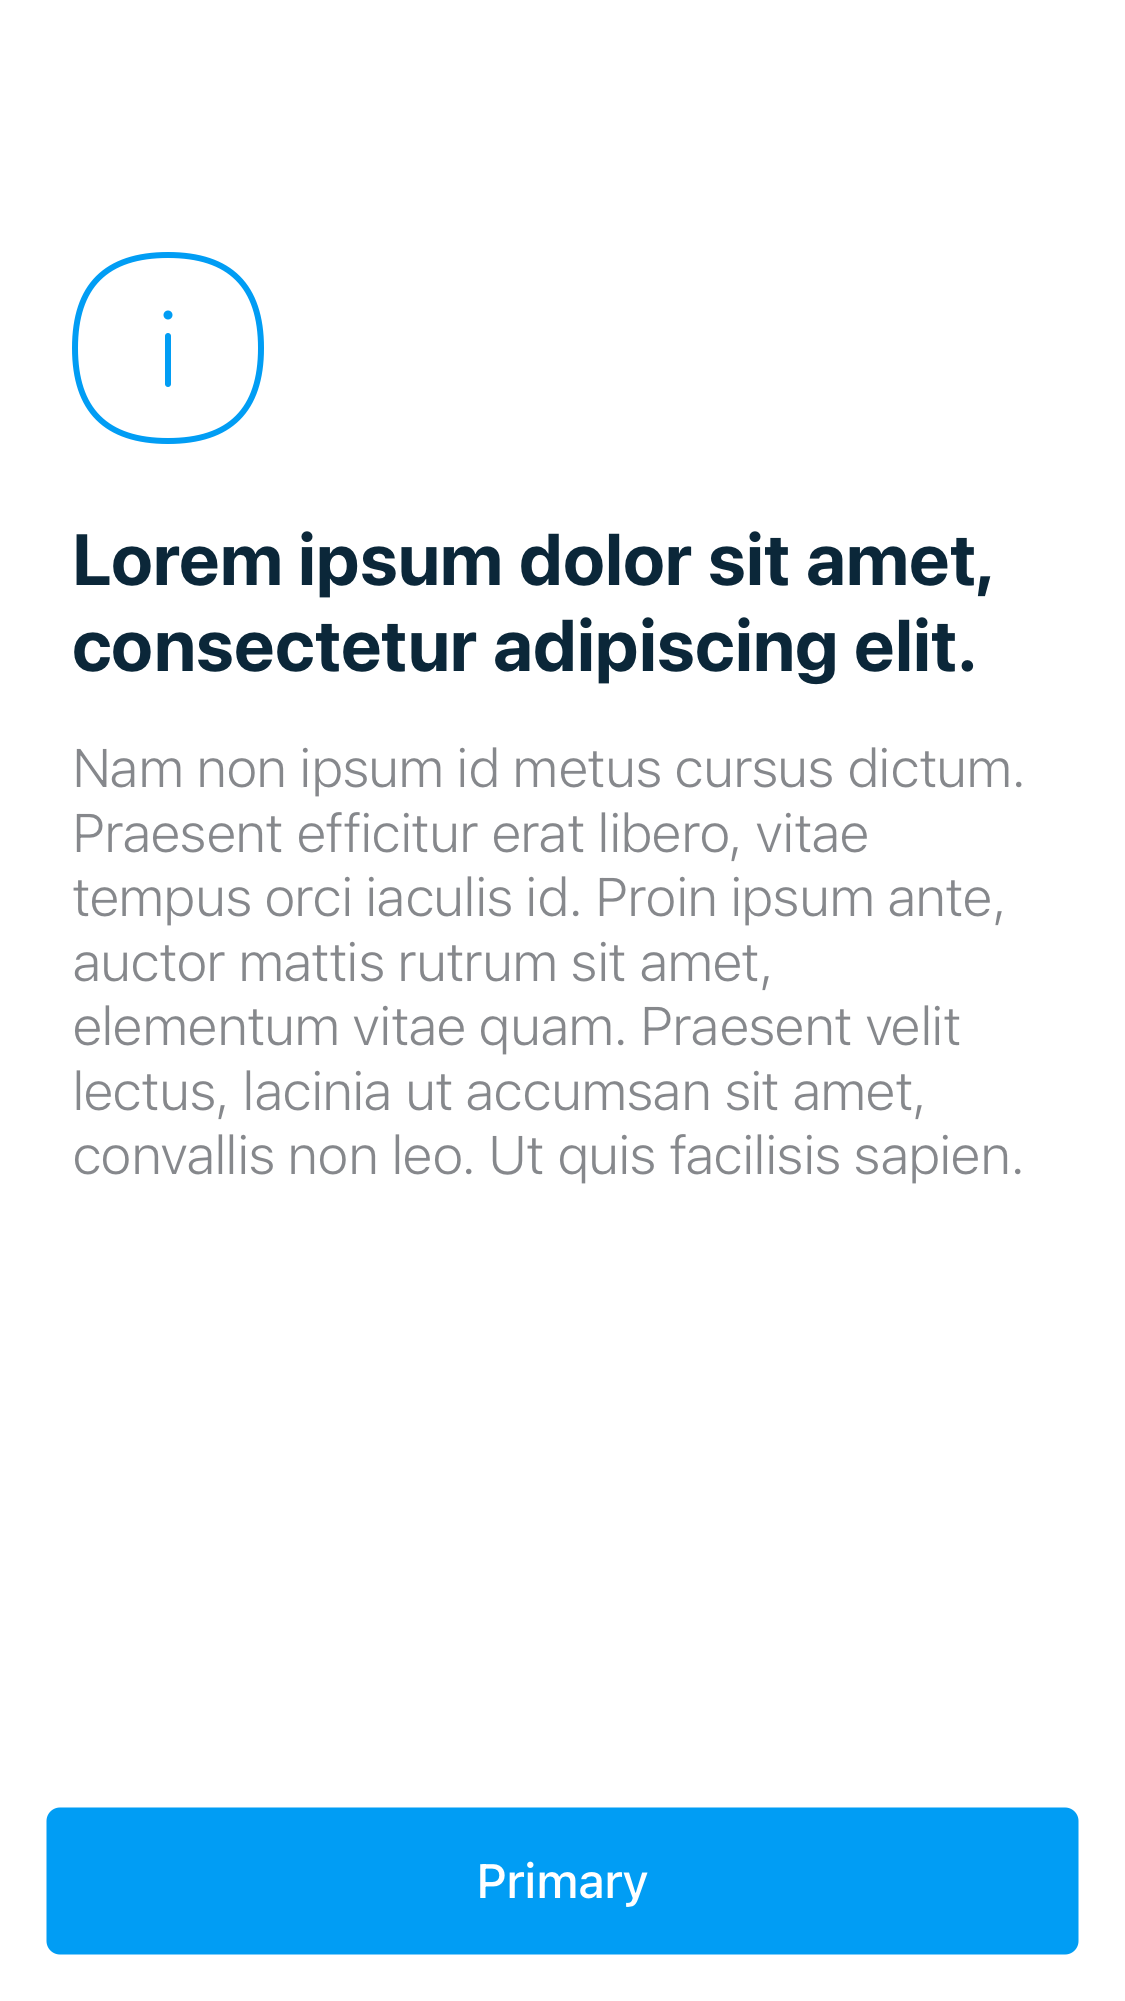 Lorem ipsum dolor sit amet,
consectetur adipiscing elit.
Nam non ipsum id metus cursus dictum.
Praesent efficitur erat libero, vitae
tempus orci iaculis id. Proin ipsum ante,
auctor mattis rutrum sit amet,
elementum vitae quam. Praesent velit
lectus, lacinia ut accumsan sit amet,
convallis non leo. Ut quis facilisis sapien.
Primary